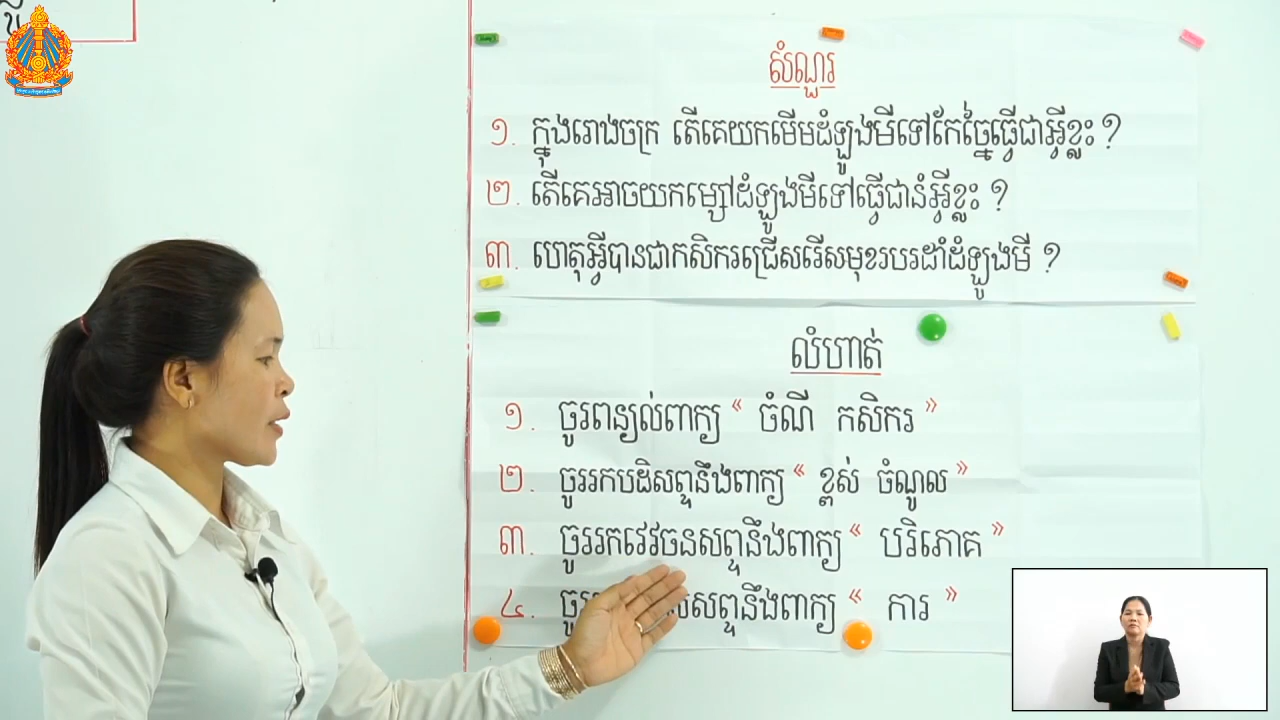 សំណួរ
១. ក្នុងរោងចក្រ តើគេយកមើមដំឡូងមីទៅកែច្នៃធ្វើជាអ្វីខ្លះ ?
២. តើគេអាចយកម្សៅដំឡូងមីទៅធ្វើជានំអ្វីខ្លះ ?
៣. ហេតុអ្វីបានជាកសិករជ្រើសរើសមុខរបរដាំដំឡូងមី ?
លំហាត់
១. ចូរពន្យល់ពាក្យ « ចំណី កសិករ »
២. ចូររកបដិសព្ទនឹងពាក្យ « ខ្ពស់ ចំណូល »
៣. ចូររកវេវចនសព្ទនឹងពាក្យ « បរិភោគ »
៤. សព្ទនឹងពាក្យ « ការ »